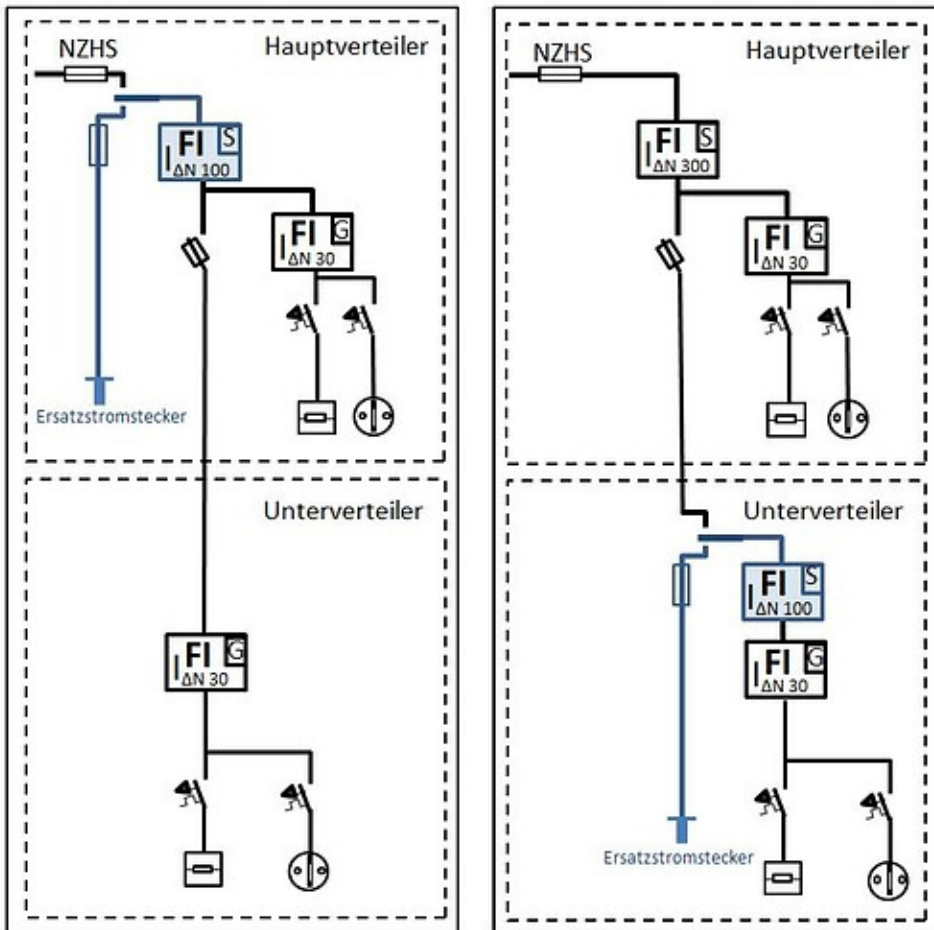 Hauptverteiler
NZHS
FI S
I ΔN 100
FI G
I ΔN 30
Ersatzstromstecker
Unterverteiler
FI G
I ΔN 30
Hauptverteiler
NZHS
FI S
I ΔN 300
FI G
I ΔN 30
Unterverteiler
FI S
I ΔN 100
FI G
I ΔN 30
Ersatzstromstecker